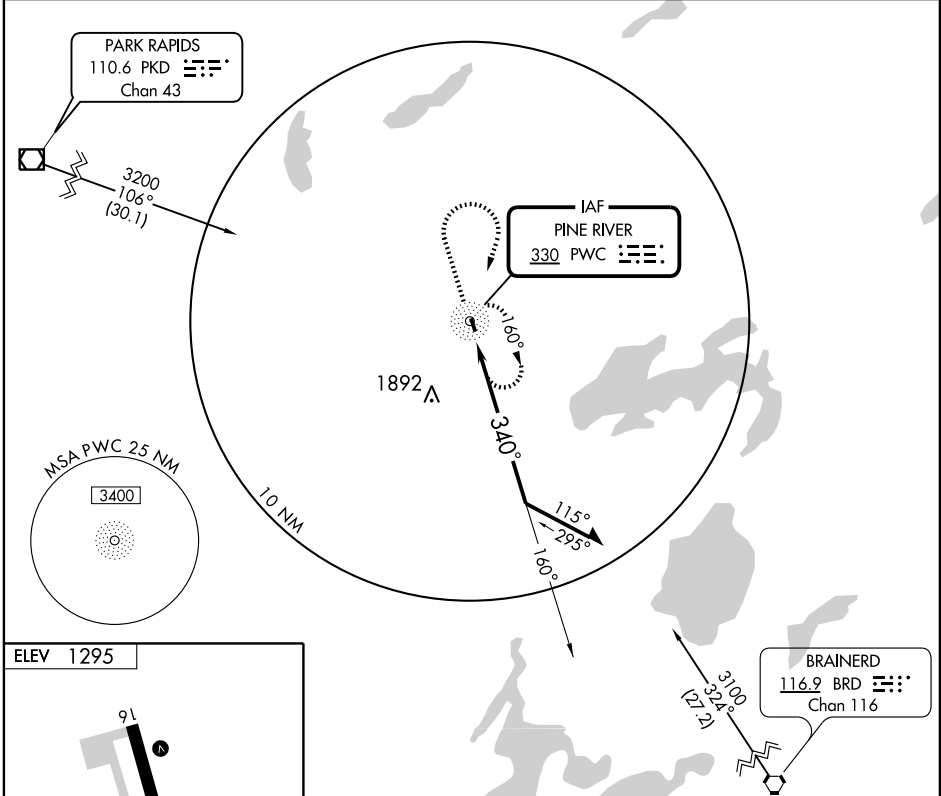 PARK RAPIDS
110.6 PKD
Chan 43
3200
106°
(30.1)
IAF
PINE RIVER
330 PWC
160°
1892
340°
MSA PWC 25 NM
3400
10 NM
115°
295°
160°
ELEV 1295
16
V
3100
324°
(27.2)
BRAINERD
116.9 BRD
Chan 116